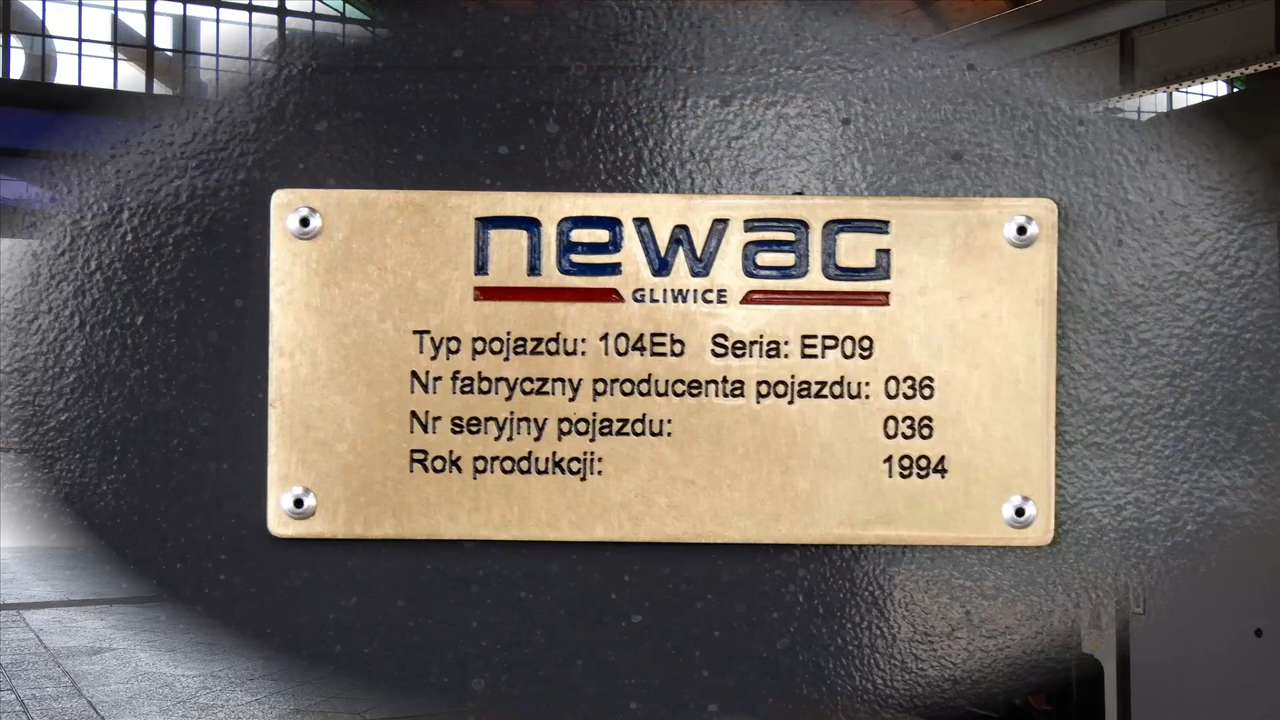 newag
GLIWICE
Typ pojazdu: 104Eb Seria: EP09
Nr fabryczny producenta pojazdu: 036
Nr seryjny pojazdu: 036
Rok produkcji: 1994